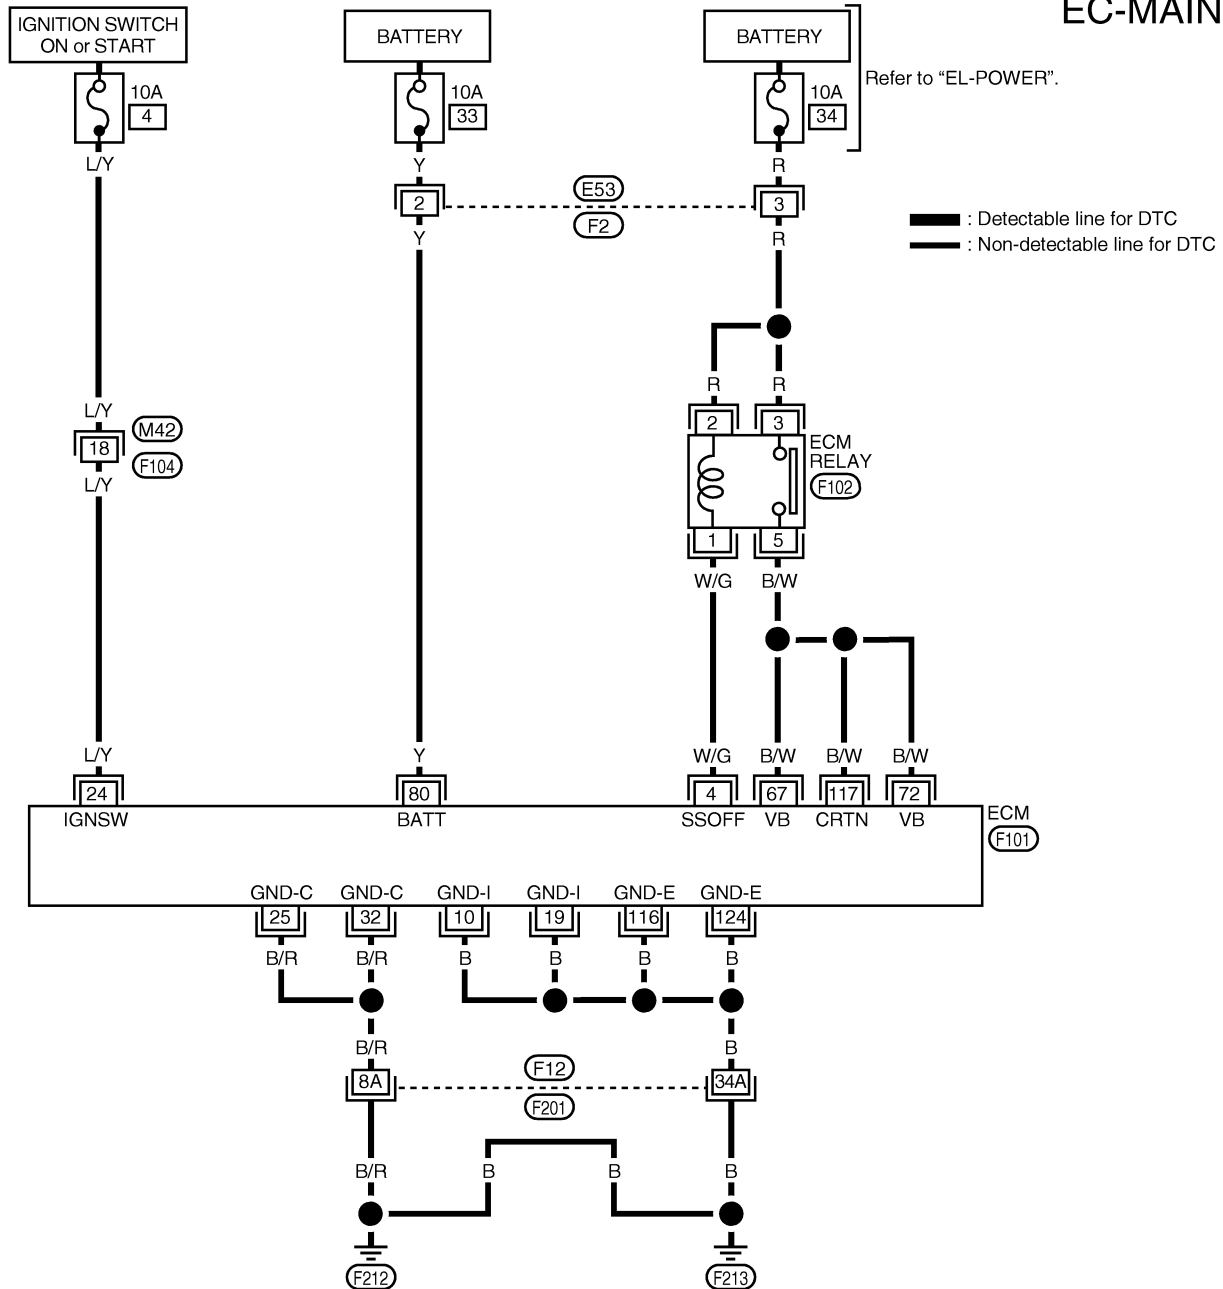 EC-MAIN
IGNITION SWITCH
ON or START
BATTERY
BATTERY
Refer to “EL-POWER”.
10A
4
10A
33
10A
34
L/Y
Y
R
2
E53
F2
3
Y
R
: Detectable line for DTC
: Non-detectable line for DTC
R
R
L/Y
18
M42
F104
L/Y
2
3
ECM
RELAY
F102
1
5
W/G
B/W
L/Y
Y
W/G
B/W
B/W
B/W
24
80
4
67
117
72
IGNSW
BATT
SSOFF
VB
CRTN
VB
ECM
F101
GND-C
GND-C
GND-I
GND-I
GND-E
GND-E
25
32
10
19
116
124
B/R
B/R
B
B
B
B
B/R
B
8A
F12
F201
34A
B/R
B
B
B
F212
F213